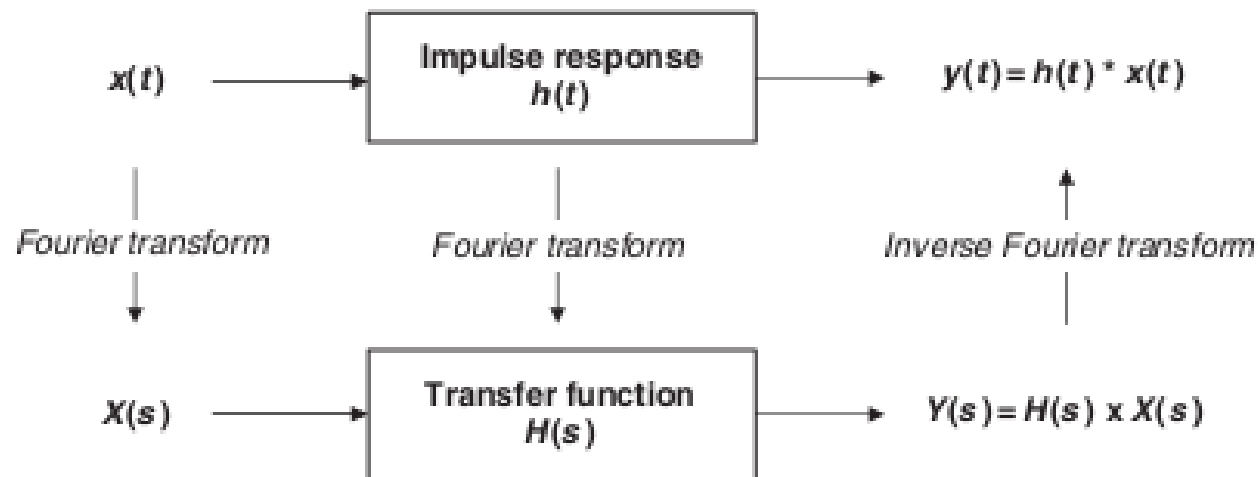 x(t)
Impulse response
h(t)
y(t)= h(t) * x(t)
Fourier transform
Fourier transform
Inverse Fourier transform
X(s)
Transfer function
H(s)
Y(s)= H(s) x X(s)